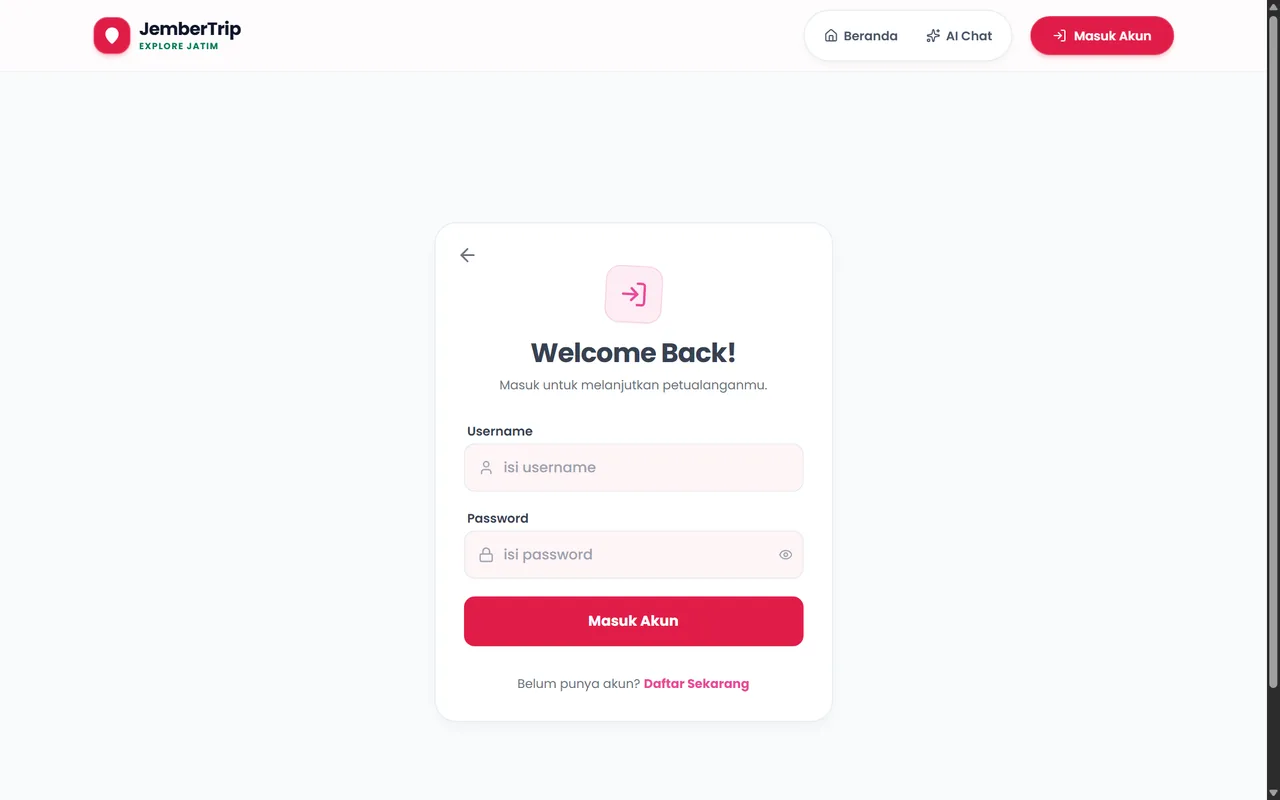 JemberTrip
EXPLORE JATIM
Beranda
AI Chat
Masuk Akun
Welcome Back!
Masuk untuk melanjutkan petualanganmu.
Username
isi username
Password
isi password
Masuk Akun
Belum punya akun? Daftar Sekarang